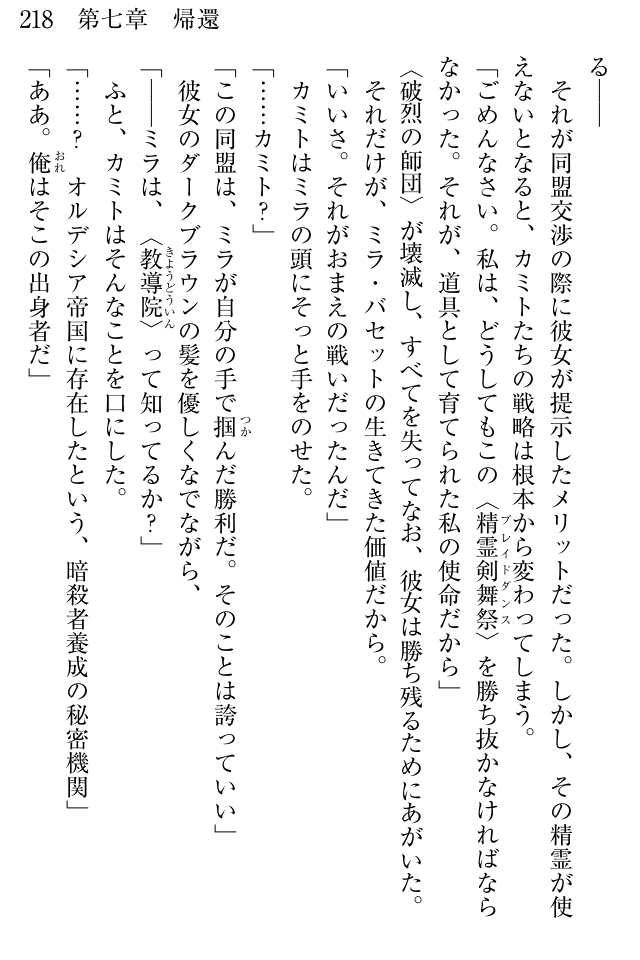 218　第七章　帰還
る――
　それが同盟交渉の際に彼女が提示したメリットだった。しかし、その精霊が使
えないとなると、カミトたちの戦略は根本から変わってしまう。
「ごめんなさい。私は、どうしてもこの〈精霊剣舞祭〉を勝ち抜かなければなら
ブレイドダンス
なかった。それが、道具として育てられた私の使命だから」
〈破烈の師団〉が壊滅し、すべてを失ってなお、彼女は勝ち残るためにあがいた。
　それだけが、ミラ・バセットの生きてきた価値だから。
「いいさ。それがおまえの戦いだったんだ」
　カミトはミラの頭にそっと手をのせた。
「……カミト？」
「この同盟は、ミラが自分の手で掴んだ勝利だ。そのことは誇っていい」
つか
　彼女のダークブラウンの髪を優しくなでながら、
「――ミラは、〈教導院〉って知ってるか？」
きようどういん
　ふと、カミトはそんなことを口にした。
「……？　オルデシア帝国に存在したという、暗殺者養成の秘密機関」
「ああ。俺はそこの出身者だ」
おれ